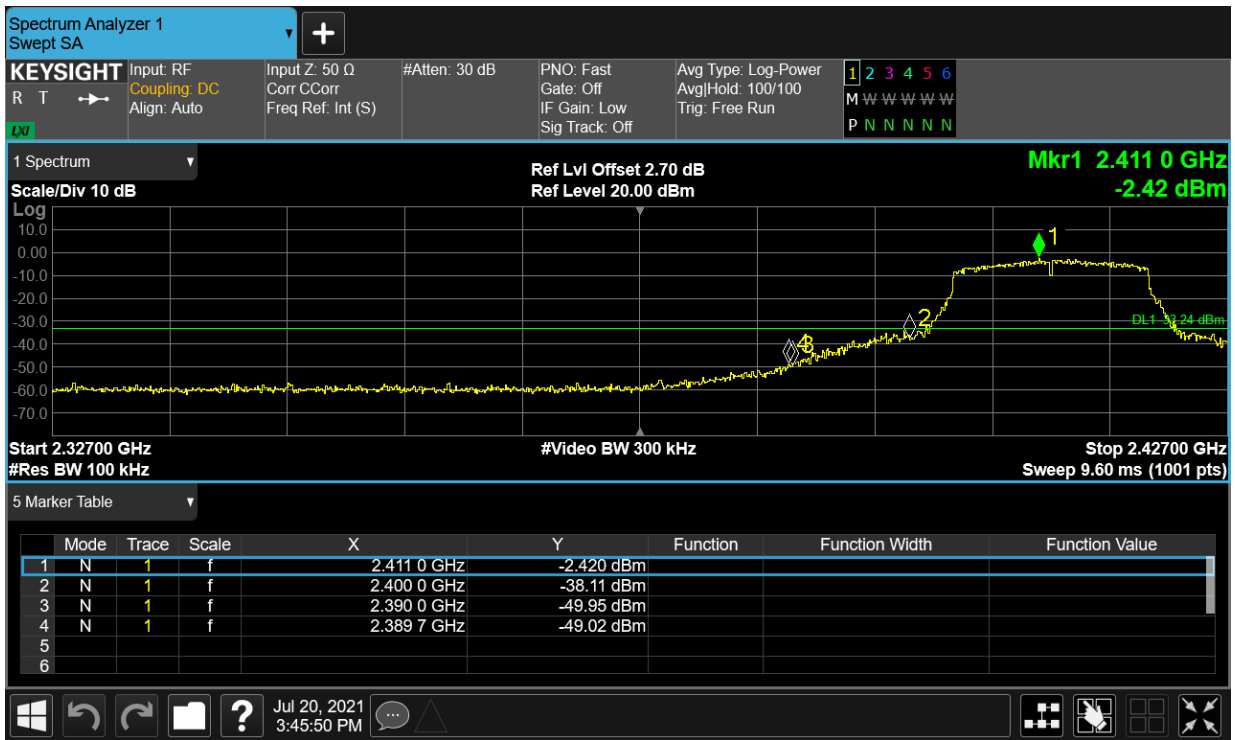 Spectrum Analyzer 1
Swept SA
KEYSIGHT
R T
LXI
Input: RF
Coupling: DC
Align: Auto
Input Z: 50 Ω
Corr CCorr
Freq Ref: Int (S)
#Atten: 30 dB
PNO: Fast
Gate: Off
IF Gain: Low
Sig Track: Off
Avg Type: Log-Power
Avg|Hold: 100/100
Trig: Free Run
1 2 3 4 5 6
M W W W W W
P N N N N N
1 Spectrum
Scale/Div 10 dB
Ref Lvl Offset 2.70 dB
Ref Level 20.00 dBm
Mkr1 2.411 0 GHz
-2.42 dBm
Log
10.0
0.00
-10.0
-20.0
-30.0
-40.0
-50.0
-60.0
-70.0
1
2
4 3
DL1 -33.24 dBm
Start 2.32700 GHz
#Video BW 300 kHz
Stop 2.42700 GHz
#Res BW 100 kHz
Sweep 9.60 ms (1001 pts)
5 Marker Table
Mode Trace Scale X Y Function Function Width Function Value
1 N 1 f 2.411 0 GHz -2.420 dBm
2 N 1 f 2.400 0 GHz -38.11 dBm
3 N 1 f 2.390 0 GHz -49.95 dBm
4 N 1 f 2.389 7 GHz -49.02 dBm
5
6
?
Jul 20, 2021
3:45:50 PM